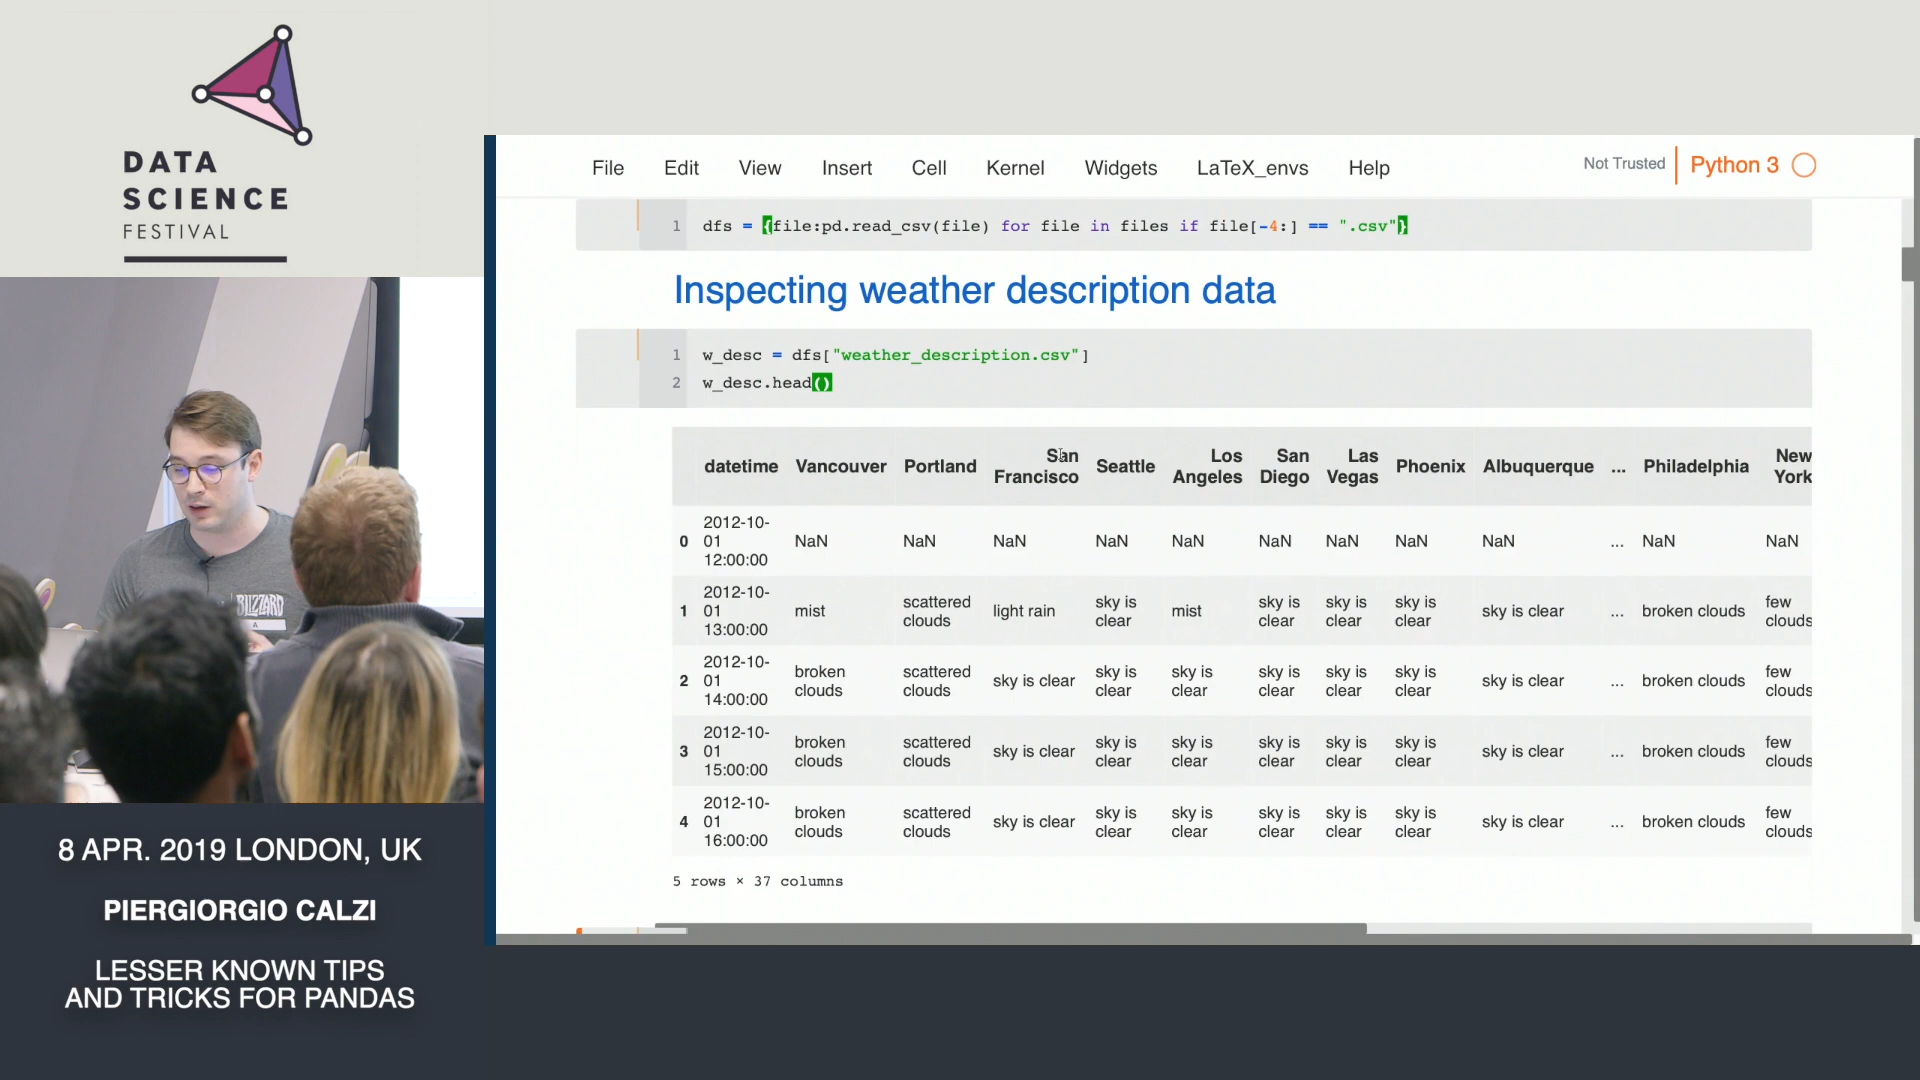 DATA
SCIENCE
FESTIVAL
BLIZZARD
8 APR. 2019 LONDON, UK
PIERGIORGIO CALZI
LESSER KNOWN TIPS
AND TRICKS FOR PANDAS
File Edit View Insert Cell Kernel Widgets LaTeX_envs Help Not Trusted Python 3
1 dfs = {file:pd.read_csv(file) for file in files if file[-4:] == ".csv"}
Inspecting weather description data
1 w_desc = dfs["weather_description.csv"]
2 w_desc.head()
datetime Vancouver Portland San Francisco Seattle Los Angeles San Diego Las Vegas Phoenix Albuquerque ... Philadelphia New York
0 2012-10-01 12:00:00 NaN NaN NaN NaN NaN NaN NaN NaN NaN ... NaN NaN
1 2012-10-01 13:00:00 mist scattered clouds light rain sky is clear mist sky is clear sky is clear sky is clear sky is clear ... broken clouds few clouds
2 2012-10-01 14:00:00 broken clouds scattered clouds sky is clear sky is clear sky is clear sky is clear sky is clear sky is clear sky is clear ... broken clouds few clouds
3 2012-10-01 15:00:00 broken clouds scattered clouds sky is clear sky is clear sky is clear sky is clear sky is clear sky is clear sky is clear ... broken clouds few clouds
4 2012-10-01 16:00:00 broken clouds scattered clouds sky is clear sky is clear sky is clear sky is clear sky is clear sky is clear sky is clear ... broken clouds few clouds
5 rows × 37 columns